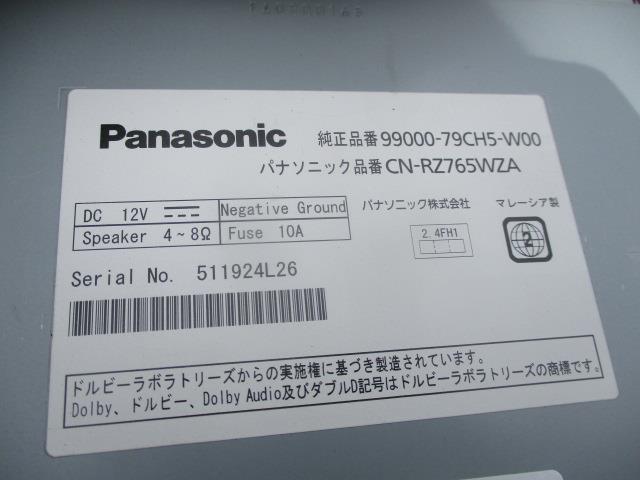 Panasonic 純正品番 99000-79CH5-W00
パナソニック品番 CN-RZ765WZA
DC 12V Negative Ground
Speaker 4~8Ω Fuse 10A
パナソニック株式会社 マレーシア製
2.4FH1
2
Serial No. 511924L26
ドルビーラボラトリーズからの実施権に基づき製造されています。
Dolby、ドルビー、Dolby Audio及びダブルD記号はドルビーラボラトリーズの商標です。